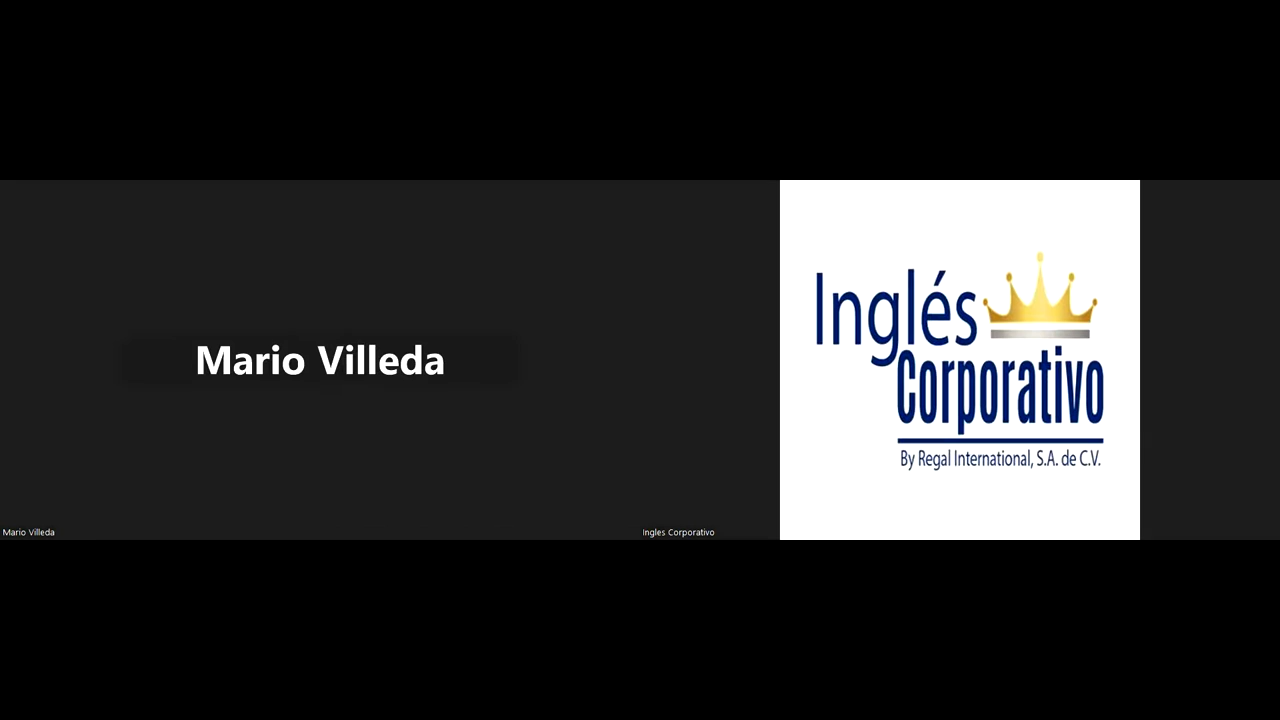 Mario Villeda
Mario Villeda
Inglés
Corporativo
By Regal International, S.A. de C.V.
Ingles Corporativo